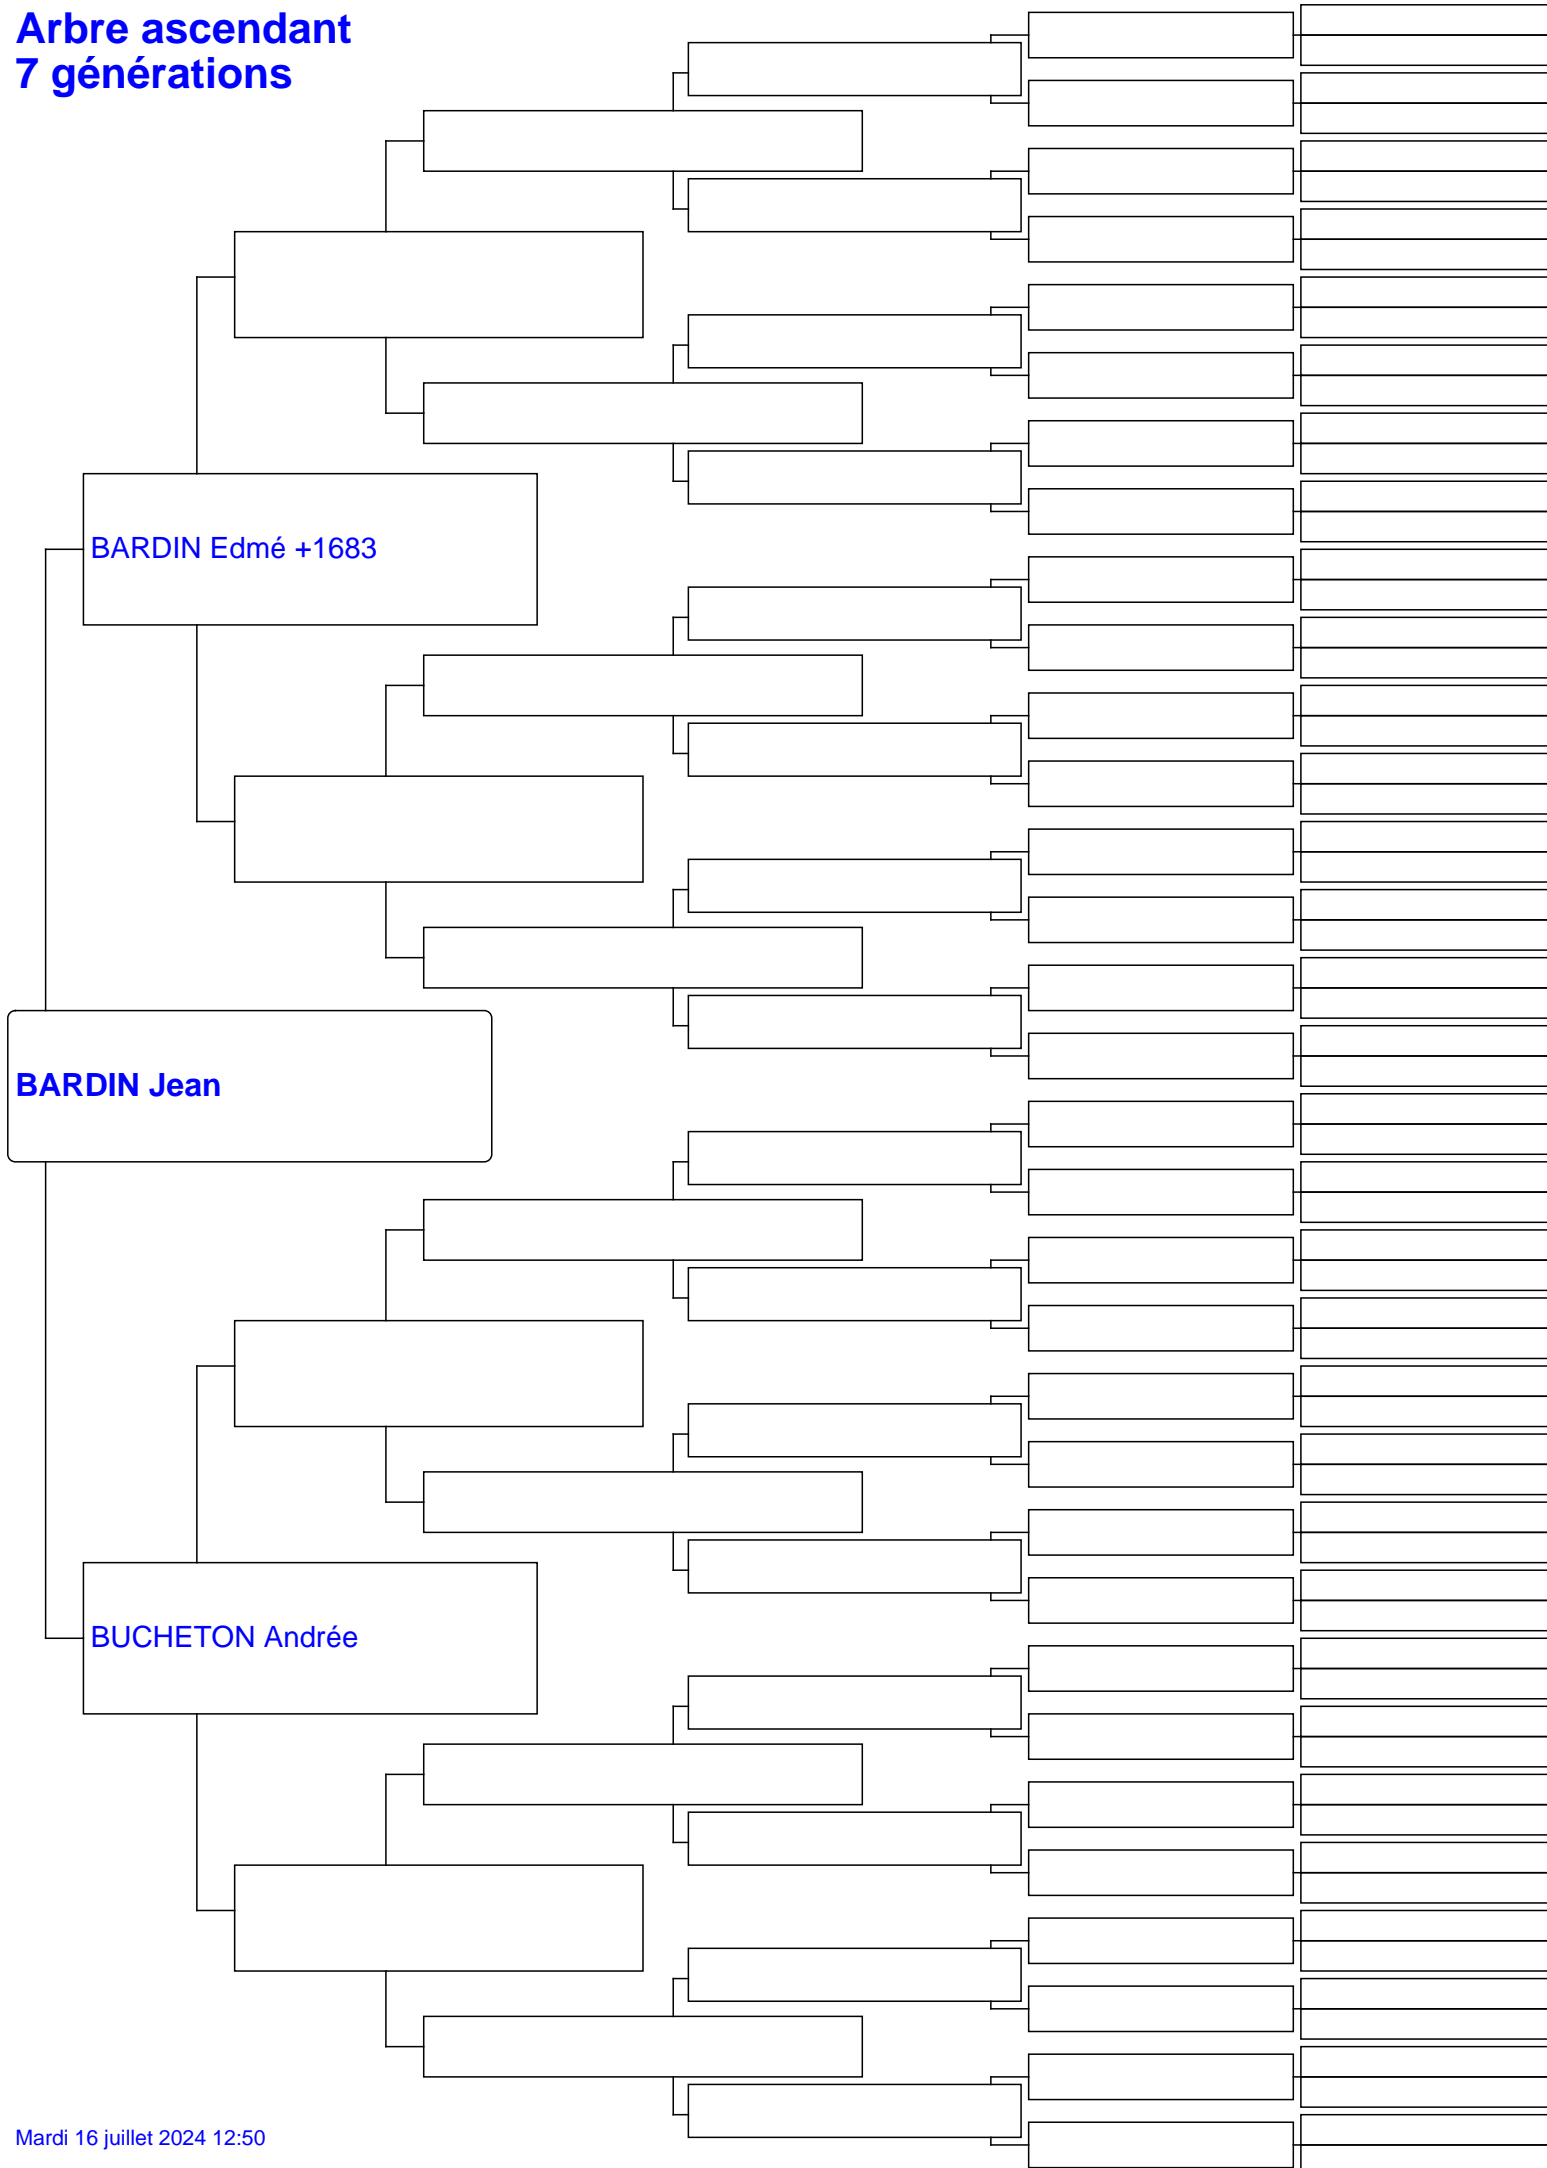 Arbre ascendant
7 générations
BARDIN Edmé +1683
BARDIN Jean
BUCHETON Andrée
Mardi 16 juillet 2024 12:50